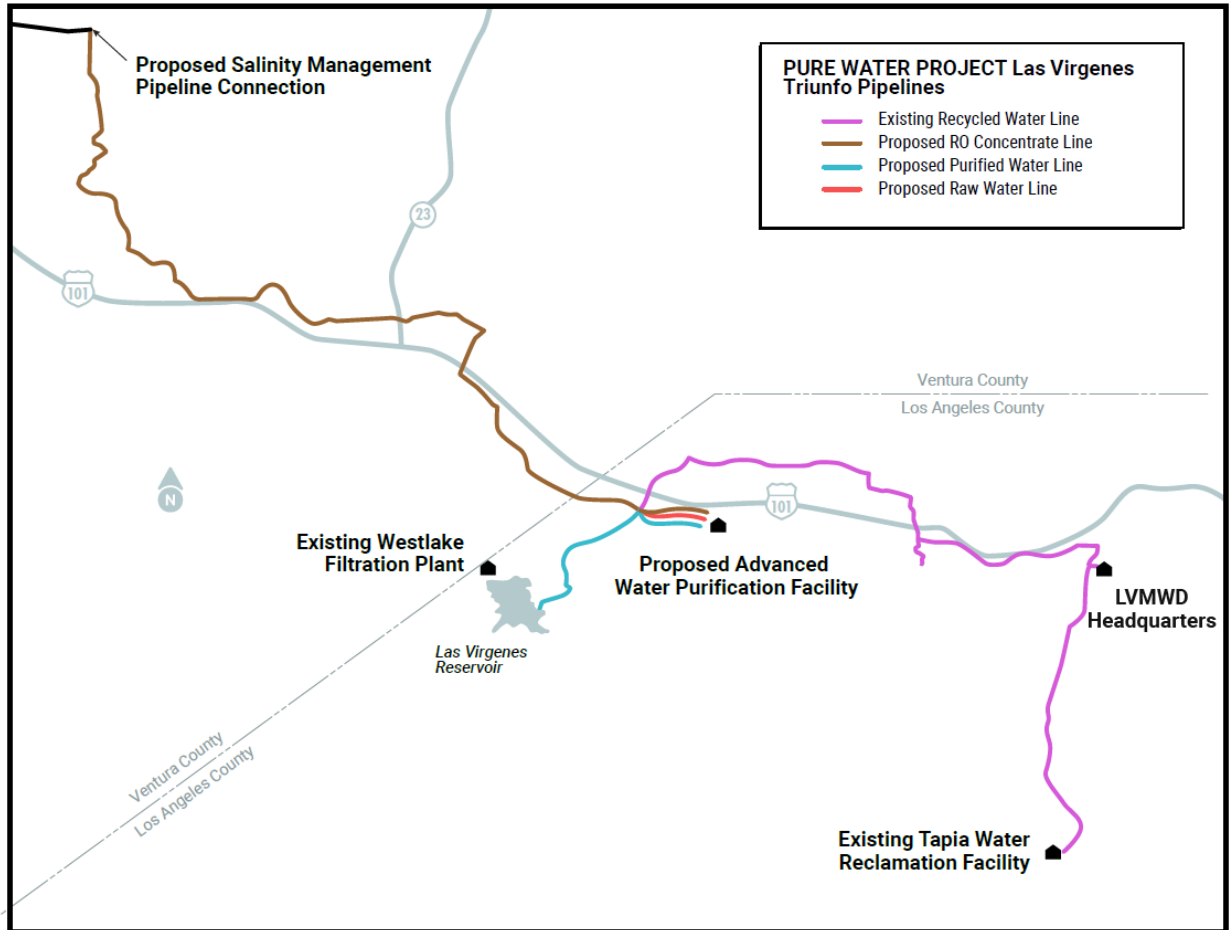 Proposed Salinity Management
Pipeline Connection
PURE WATER PROJECT Las Virgenes
Triunfo Pipelines
Existing Recycled Water Line
Proposed RO Concentrate Line
Proposed Purified Water Line
Proposed Raw Water Line
23
101
Ventura County
Los Angeles County
N
101
Existing Westlake
Filtration Plant
Proposed Advanced
Water Purification Facility
LVMWD
Headquarters
Las Virgenes
Reservoir
Ventura County
Los Angeles County
Existing Tapia Water
Reclamation Facility